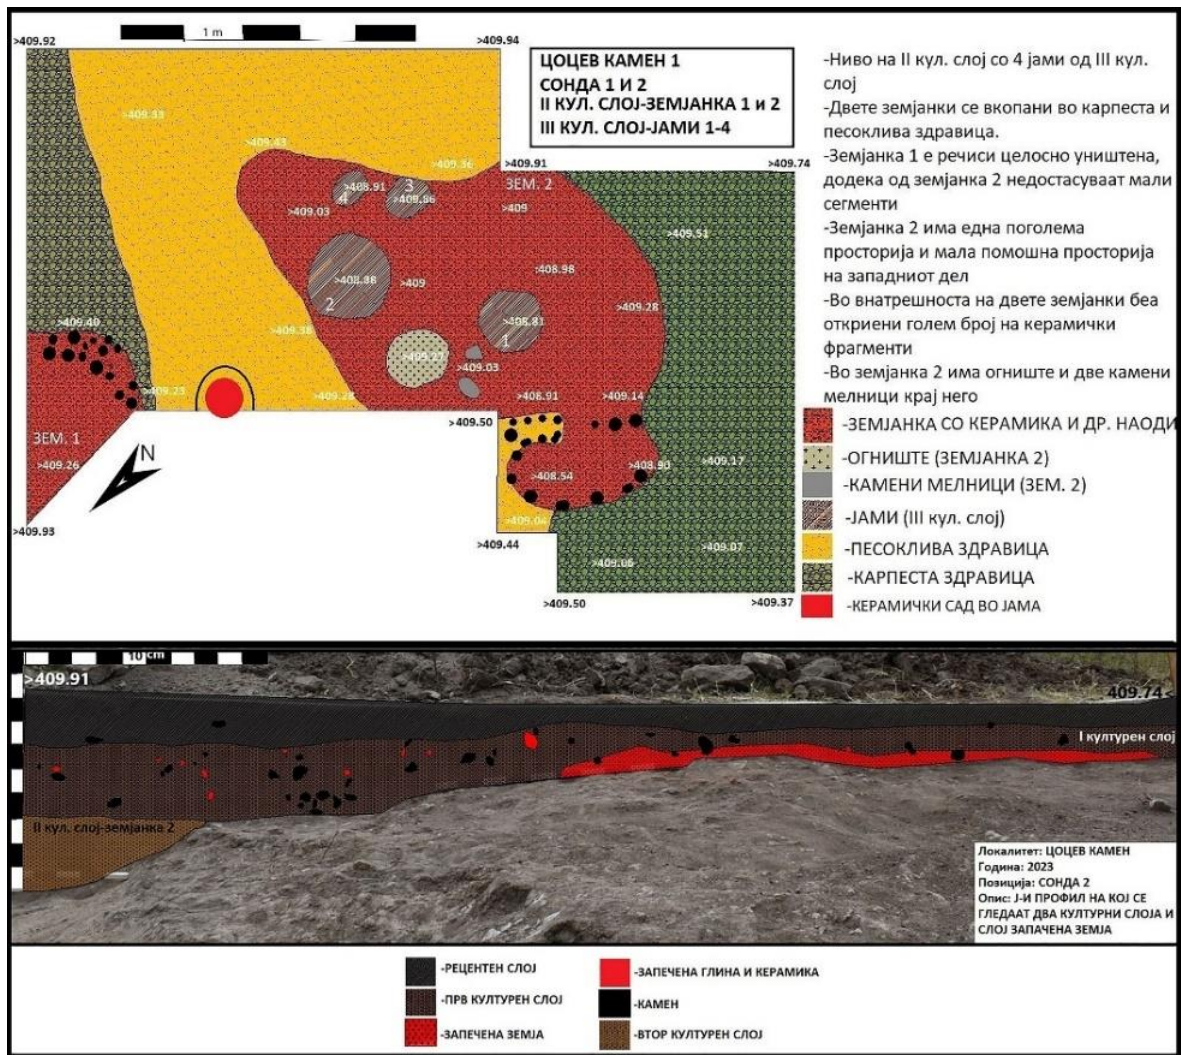 1 m
>409.92
>409.94
ЦОЦЕВ КАМЕН 1
СОНДА 1 И 2
II КУЛ. СЛОЈ-ЗЕМЈАНКА 1 и 2
III КУЛ. СЛОЈ-ЈАМИ 1-4
-Ниво на II кул. слој со 4 јами од III кул.
слој
-Двете земјанки се вкопани во карпеста и
песоклива здравица.
-Земјанка 1 е речиси целосно уништена,
додека од земјанка 2 недостасуваат мали
сегменти
-Земјанка 2 има една поголема
просторија и мала помошна просторија
на западниот дел
-Во внатрешноста на двете земјанки беа
откриени голем број на керамички
фрагменти
-Во земјанка 2 има огниште и две камени
мелници крај него
>409.33
>409.43
>409.36
>409.91
>409.74
ЗЕМ. 2
>408.91
4
3
>408.86
>409.03
>409
>409.51
>408.98
>408.88
>409
2
>409.28
>408.81
1
>409.40
>409.38
>409.27
>409.03
>409.23
>409.28
>408.91
>409.14
>409.50
ЗЕМ. 1
>409.26
N
>408.54
>408.90
>409.17
>409.93
>409.04
>409.44
>409.07
>409.06
>409.50
>409.37
-ЗЕМЈАНКА СО КЕРАМИКА И ДР. НАОДИ
-ОГНИШТЕ (ЗЕМЈАНКА 2)
-КАМЕНИ МЕЛНИЦИ (ЗЕМ. 2)
-ЈАМИ (III кул. слој)
-ПЕСОКЛИВА ЗДРАВИЦА
-КАРПЕСТА ЗДРАВИЦА
-КЕРАМИЧКИ САД ВО ЈАМА
10 cm
>409.91
409.74<
I културен слој
II кул. слој-земјанка 2
Локалитет: ЦОЦЕВ КАМЕН
Година: 2023
Позиција: СОНДА 2
Опис: Ј-И ПРОФИЛ НА КОЈ СЕ
ГЛЕДААТ ДВА КУЛТУРНИ СЛОЈА И
СЛОЈ ЗАПАЧЕНА ЗЕМЈА
-РЕЦЕНТЕН СЛОЈ
-ПРВ КУЛТУРЕН СЛОЈ
-ЗАПЕЧЕНА ЗЕМЈА
-ЗАПЕЧЕНА ГЛИНА И КЕРАМИКА
-КАМЕН
-ВТОР КУЛТУРЕН СЛОЈ